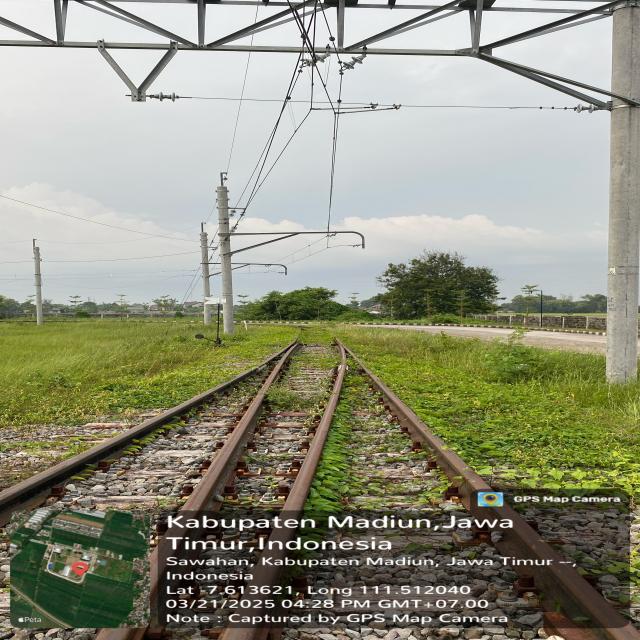 GPS Map Camera
Kabupaten Madiun,Jawa
Timur,Indonesia
Sawahan, Kabupaten Madiun, Jawa Timur --,
Indonesia
Lat -7.613621, Long 111.512040
03/21/2025 04:28 PM GMT+07.00
Note : Captured by GPS Map Camera
Peta